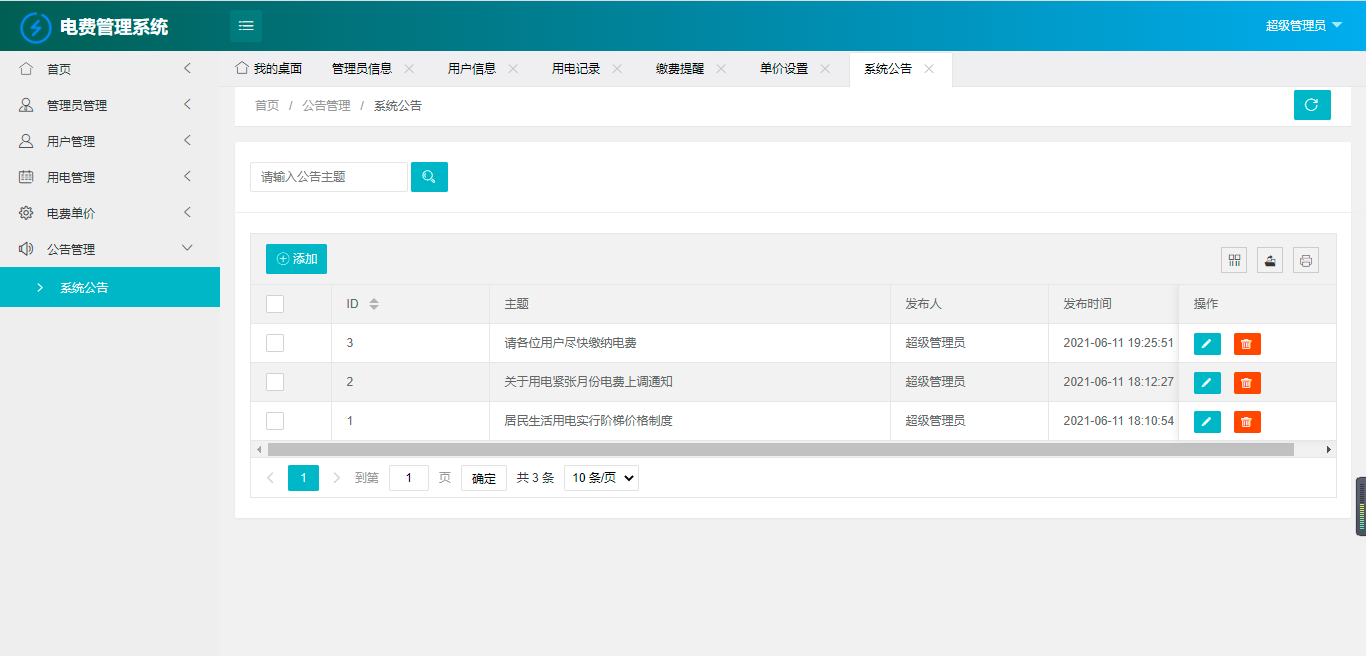 电费管理系统
超级管理员
首页
管理员管理
用户管理
用电管理
电费单价
公告管理
系统公告
我的桌面 管理员信息 用户信息 用电记录 缴费提醒 单价设置 系统公告
首页 / 公告管理 / 系统公告
请输入公告主题
添加
ID 主题 发布人 发布时间 操作
3 请各位用户尽快缴纳电费 超级管理员 2021-06-11 19:25:51
2 关于用电紧张月份电费上调通知 超级管理员 2021-06-11 18:12:27
1 居民生活用电实行阶梯价格制度 超级管理员 2021-06-11 18:10:54
1 到第 1 页 确定 共 3 条 10 条/页